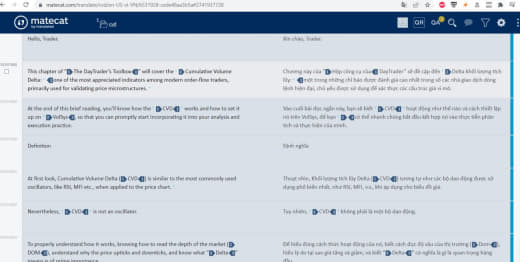 matecat.com/translate/
matecat
by translated
cvd
QR
QA
Hello, Trader.
Xin chào, Trader.
This chapter of "The DayTrader's Toolbox" will cover the "Cumulative Volume
Chương này của "Hộp công cụ của DayTrader" sẽ đề cập đến "Delta khối lượng tích
Delta: one of the most appreciated indicators among modern order-flow traders,
lũy: một trong những chỉ báo được đánh giá cao nhất trong số các nhà giao dịch dòng
primarily used for validating price microstructures.
lệnh hiện đại, chủ yếu được sử dụng để xác thực các cấu trúc giá vi mô.
At the end of this brief reading, you'll know how the CVD works and how to set it
Vào cuối bài đọc ngắn này, bạn sẽ biết CVD hoạt động như thế nào và cách thiết lập
up on Volsys, so that you can promptly start incorporating it into your analysis and
nó trên Volsys, để bạn có thể nhanh chóng bắt đầu kết hợp nó vào thực tiễn phân
execution practice.
tích và thực hiện của mình.
Definition
Định nghĩa
At first look, Cumulative Volume Delta (CVD) is similar to the most commonly used
Thoạt nhìn, Khối lượng tích lũy Delta (CVD) tương tự như các bộ dao động được sử
oscillators, like RSI, MFI etc., when applied to the price chart.
dụng phổ biến nhất, như RSI, MFI, v.v., khi áp dụng cho biểu đồ giá.
Nevertheless, CVD is not an oscillator.
Tuy nhiên, CVD không phải là một bộ dao động.
To properly understand how it works, knowing how to read the depth of the market (
Để hiểu đúng cách thức hoạt động của nó, biết cách đọc độ sâu của thị trường (DOM),
DOM), understand why the price upticks and downticks, and know what "Delta"
hiểu lý do tại sao giá tăng và giảm, và biết "Delta" có nghĩa là gì là quan trọng hàng
means is of prime importance.
đầu.